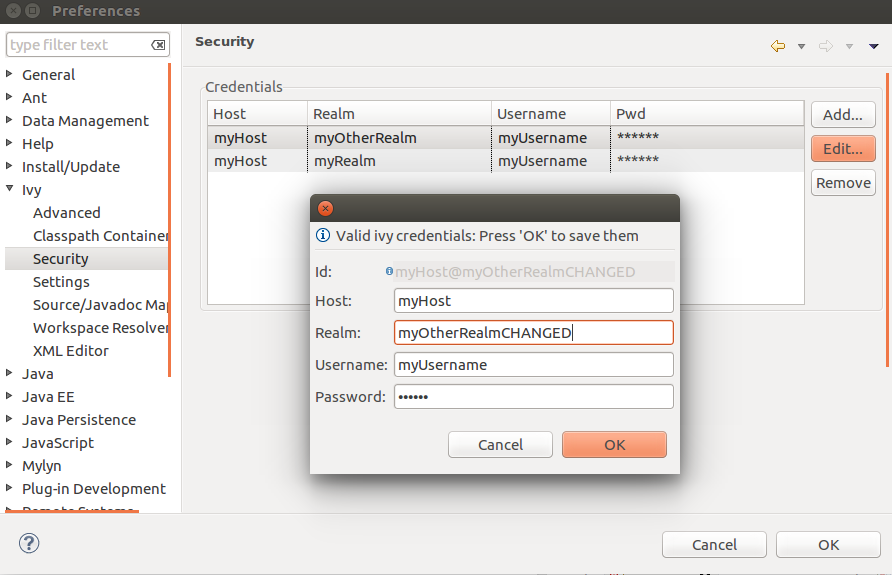 Preferences
type filter text
General
Ant
Data Management
Help
Install/Update
Ivy
Advanced
Classpath Container
Security
Settings
Source/Javadoc Ma
Workspace Resolver
XML Editor
Java
Java EE
Java Persistence
JavaScript
Mylyn
Plug-in Development
Remote Systems
Security
Credentials
Host Realm Username Pwd
myHost myOtherRealm myUsername ******
myHost myRealm myUsername ******
Add...
Edit...
Remove
Valid ivy credentials: Press 'OK' to save them
Id: myHost@myOtherRealmCHANGED
Host: myHost
Realm: myOtherRealmCHANGED
Username: myUsername
Password: ••••••
Cancel OK
? Cancel OK